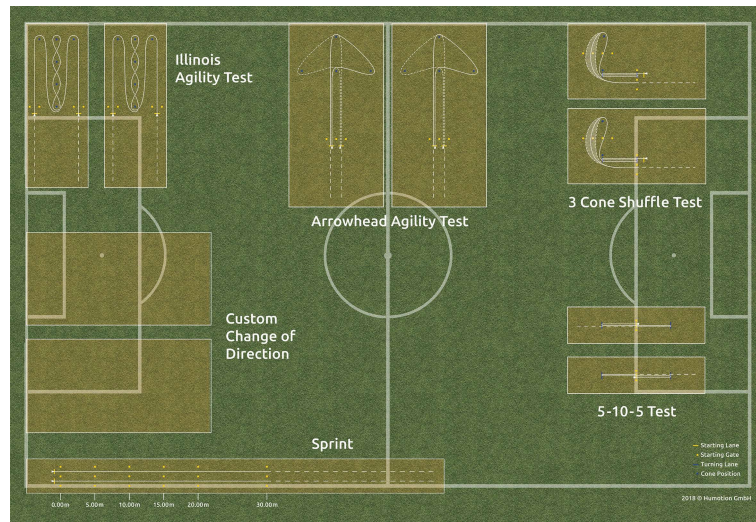 Illinois
Agility Test
Arrowhead Agility Test
3 Cone Shuffle Test
Custom
Change of
Direction
5-10-5 Test
Sprint
Starting Lane
Starting Gate
Turning Lane
Cone Position
2018 © Humotion GmbH
0.00m 5.00m 10.00m 15.00m 20.00m 30.00m